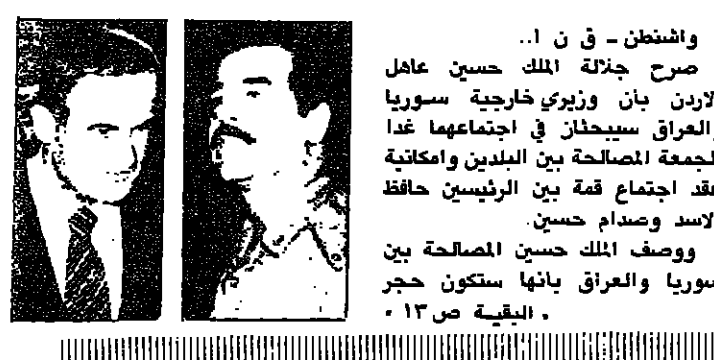 واشنطن ـ ق ن ا..
صرح جلالة الملك حسين عاهل
الاردن بأن وزيري خارجية سوريا
والعراق سيبحثان في اجتماعهما غدا
الجمعة المصالحة بين البلدين وامكانية
عقد اجتماع قمة بين الرئيسين حافظ
الاسد وصدام حسين.
ووصف الملك حسين المصالحة بين
سوريا والعراق بانها ستكون حجر
« البقية ص ١٣ »